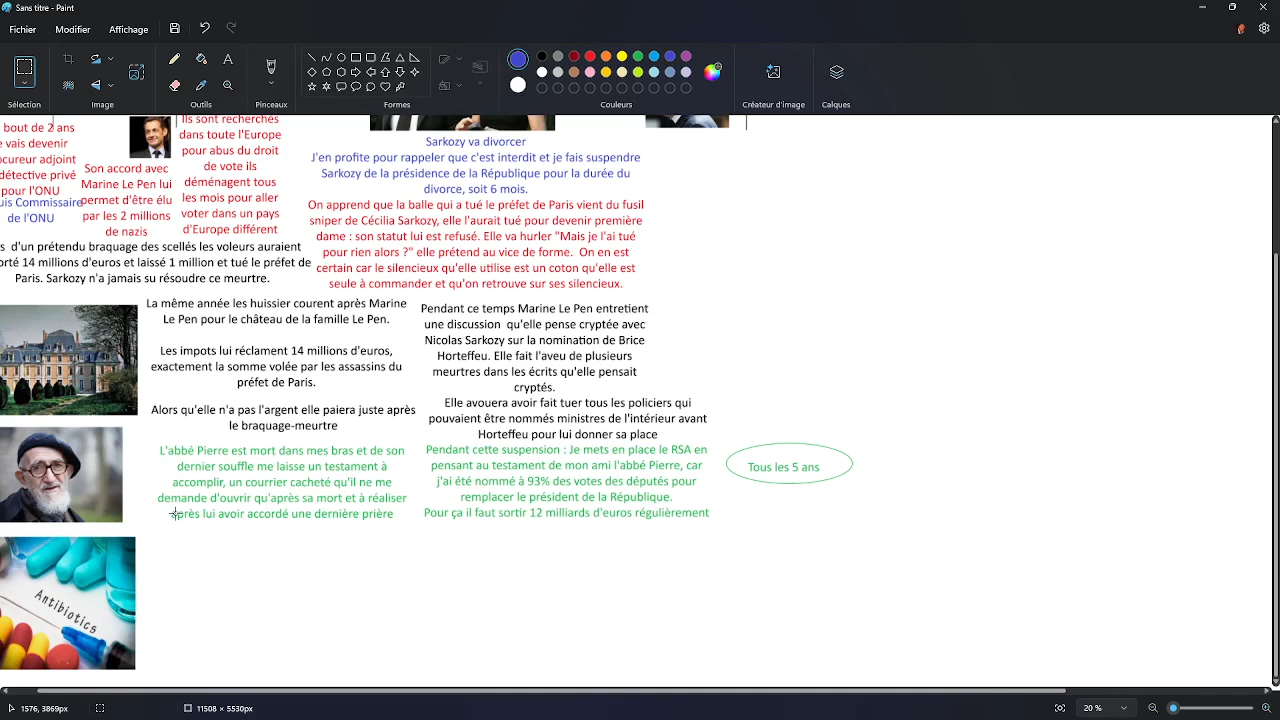 Sans titre - Paint
Fichier
Modifier
Affichage
Sélection
Image
Outils
Pinceaux
Formes
Couleurs
Créateur d'image
Calques
bout de 2 ans
vais devenir
ocureur adjoint
détective privé
pour l'ONU
uis Commissaire
de l'ONU
Son accord avec
Marine Le Pen lui
permet d'être élu
par les 2 millions
de nazis
Ils sont recherchés
dans toute l'Europe
pour abus du droit
de vote ils
déménagent tous
les mois pour aller
voter dans un pays
d'Europe différent
Sarkozy va divorcer
J'en profite pour rappeler que c'est interdit et je fais suspendre
Sarkozy de la présidence de la République pour la durée du
divorce, soit 6 mois.
On apprend que la balle qui a tué le préfet de Paris vient du fusil
sniper de Cécilia Sarkozy, elle l'aurait tué pour devenir première
dame : son statut lui est refusé. Elle va hurler "Mais je l'ai tué
pour rien alors ?" elle prétend au vice de forme. On en est
certain car le silencieux qu'elle utilise est un coton qu'elle est
seule à commander et qu'on retrouve sur ses silencieux.
s d'un prétendu braquage des scellés les voleurs auraient
orté 14 millions d'euros et laissé 1 million et tué le préfet de
Paris. Sarkozy n'a jamais su résoudre ce meurtre.
La même année les huissier courent après Marine
Le Pen pour le château de la famille Le Pen.
Les impots lui réclament 14 millions d'euros,
exactement la somme volée par les assassins du
préfet de Paris.
Alors qu'elle n'a pas l'argent elle paiera juste après
le braquage-meurtre
Pendant ce temps Marine Le Pen entretient
une discussion qu'elle pense cryptée avec
Nicolas Sarkozy sur la nomination de Brice
Horteffeu. Elle fait l'aveu de plusieurs
meurtres dans les écrits qu'elle pensait
cryptés.
Elle avouera avoir fait tuer tous les policiers qui
pouvaient être nommés ministres de l'intérieur avant
Horteffeu pour lui donner sa place
L'abbé Pierre est mort dans mes bras et de son
dernier souffle me laisse un testament à
accomplir, un courrier cacheté qu'il ne me
demande d'ouvrir qu'après sa mort et à réaliser
après lui avoir accordé une dernière prière
Pendant cette suspension : Je mets en place le RSA en
pensant au testament de mon ami l'abbé Pierre, car
j'ai été nommé à 93% des votes des députés pour
remplacer le président de la République.
Pour ça il faut sortir 12 milliards d'euros régulièrement
Tous les 5 ans
Antibiotics
1576, 3869px
11508 × 5530px
20 %